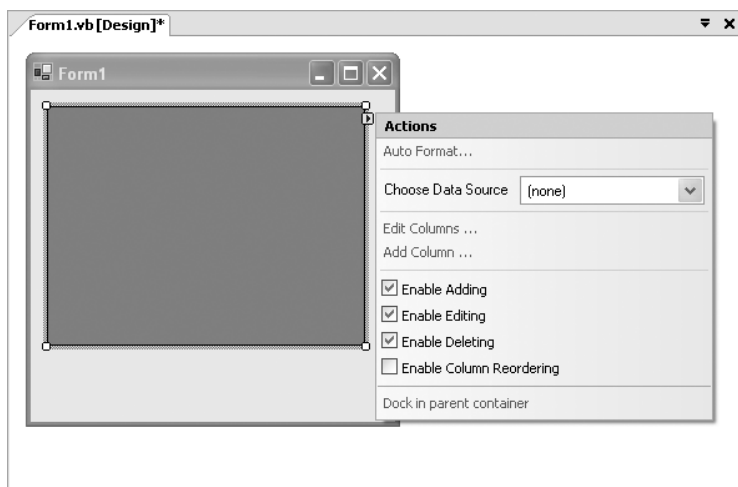 Form1.vb [Design]*
Form1
Actions
Auto Format...
Choose Data Source (none)
Edit Columns ...
Add Column ...
Enable Adding
Enable Editing
Enable Deleting
Enable Column Reordering
Dock in parent container